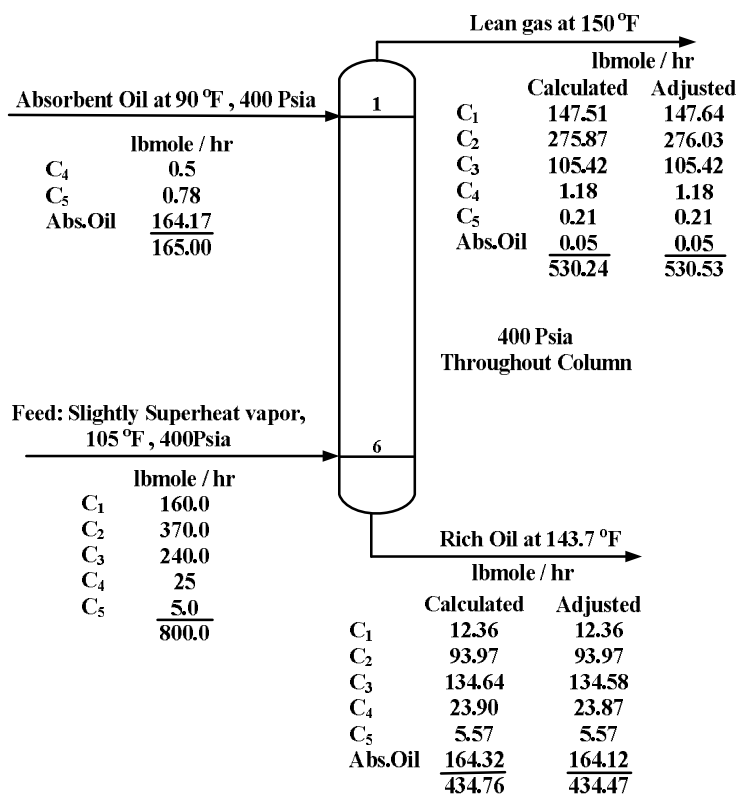 Lean gas at 150 °F
lbmole / hr
Calculated Adjusted
C₁ 147.51 147.64
C₂ 275.87 276.03
C₃ 105.42 105.42
C₄ 1.18 1.18
C₅ 0.21 0.21
Abs.Oil 0.05 0.05
530.24 530.53
Absorbent Oil at 90 °F , 400 Psia
1
lbmole / hr
C₄ 0.5
C₅ 0.78
Abs.Oil 164.17
165.00
400 Psia
Throughout Column
Feed: Slightly Superheat vapor,
105 °F , 400Psia
6
lbmole / hr
C₁ 160.0
C₂ 370.0
C₃ 240.0
C₄ 25
C₅ 5.0
800.0
Rich Oil at 143.7 °F
lbmole / hr
Calculated Adjusted
C₁ 12.36 12.36
C₂ 93.97 93.97
C₃ 134.64 134.58
C₄ 23.90 23.87
C₅ 5.57 5.57
Abs.Oil 164.32 164.12
434.76 434.47